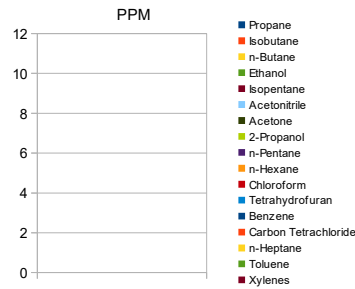 PPM
12
10
8
6
4
2
0
Propane
Isobutane
n-Butane
Ethanol
Isopentane
Acetonitrile
Acetone
2-Propanol
n-Pentane
n-Hexane
Chloroform
Tetrahydrofuran
Benzene
Carbon Tetrachloride
n-Heptane
Toluene
Xylenes